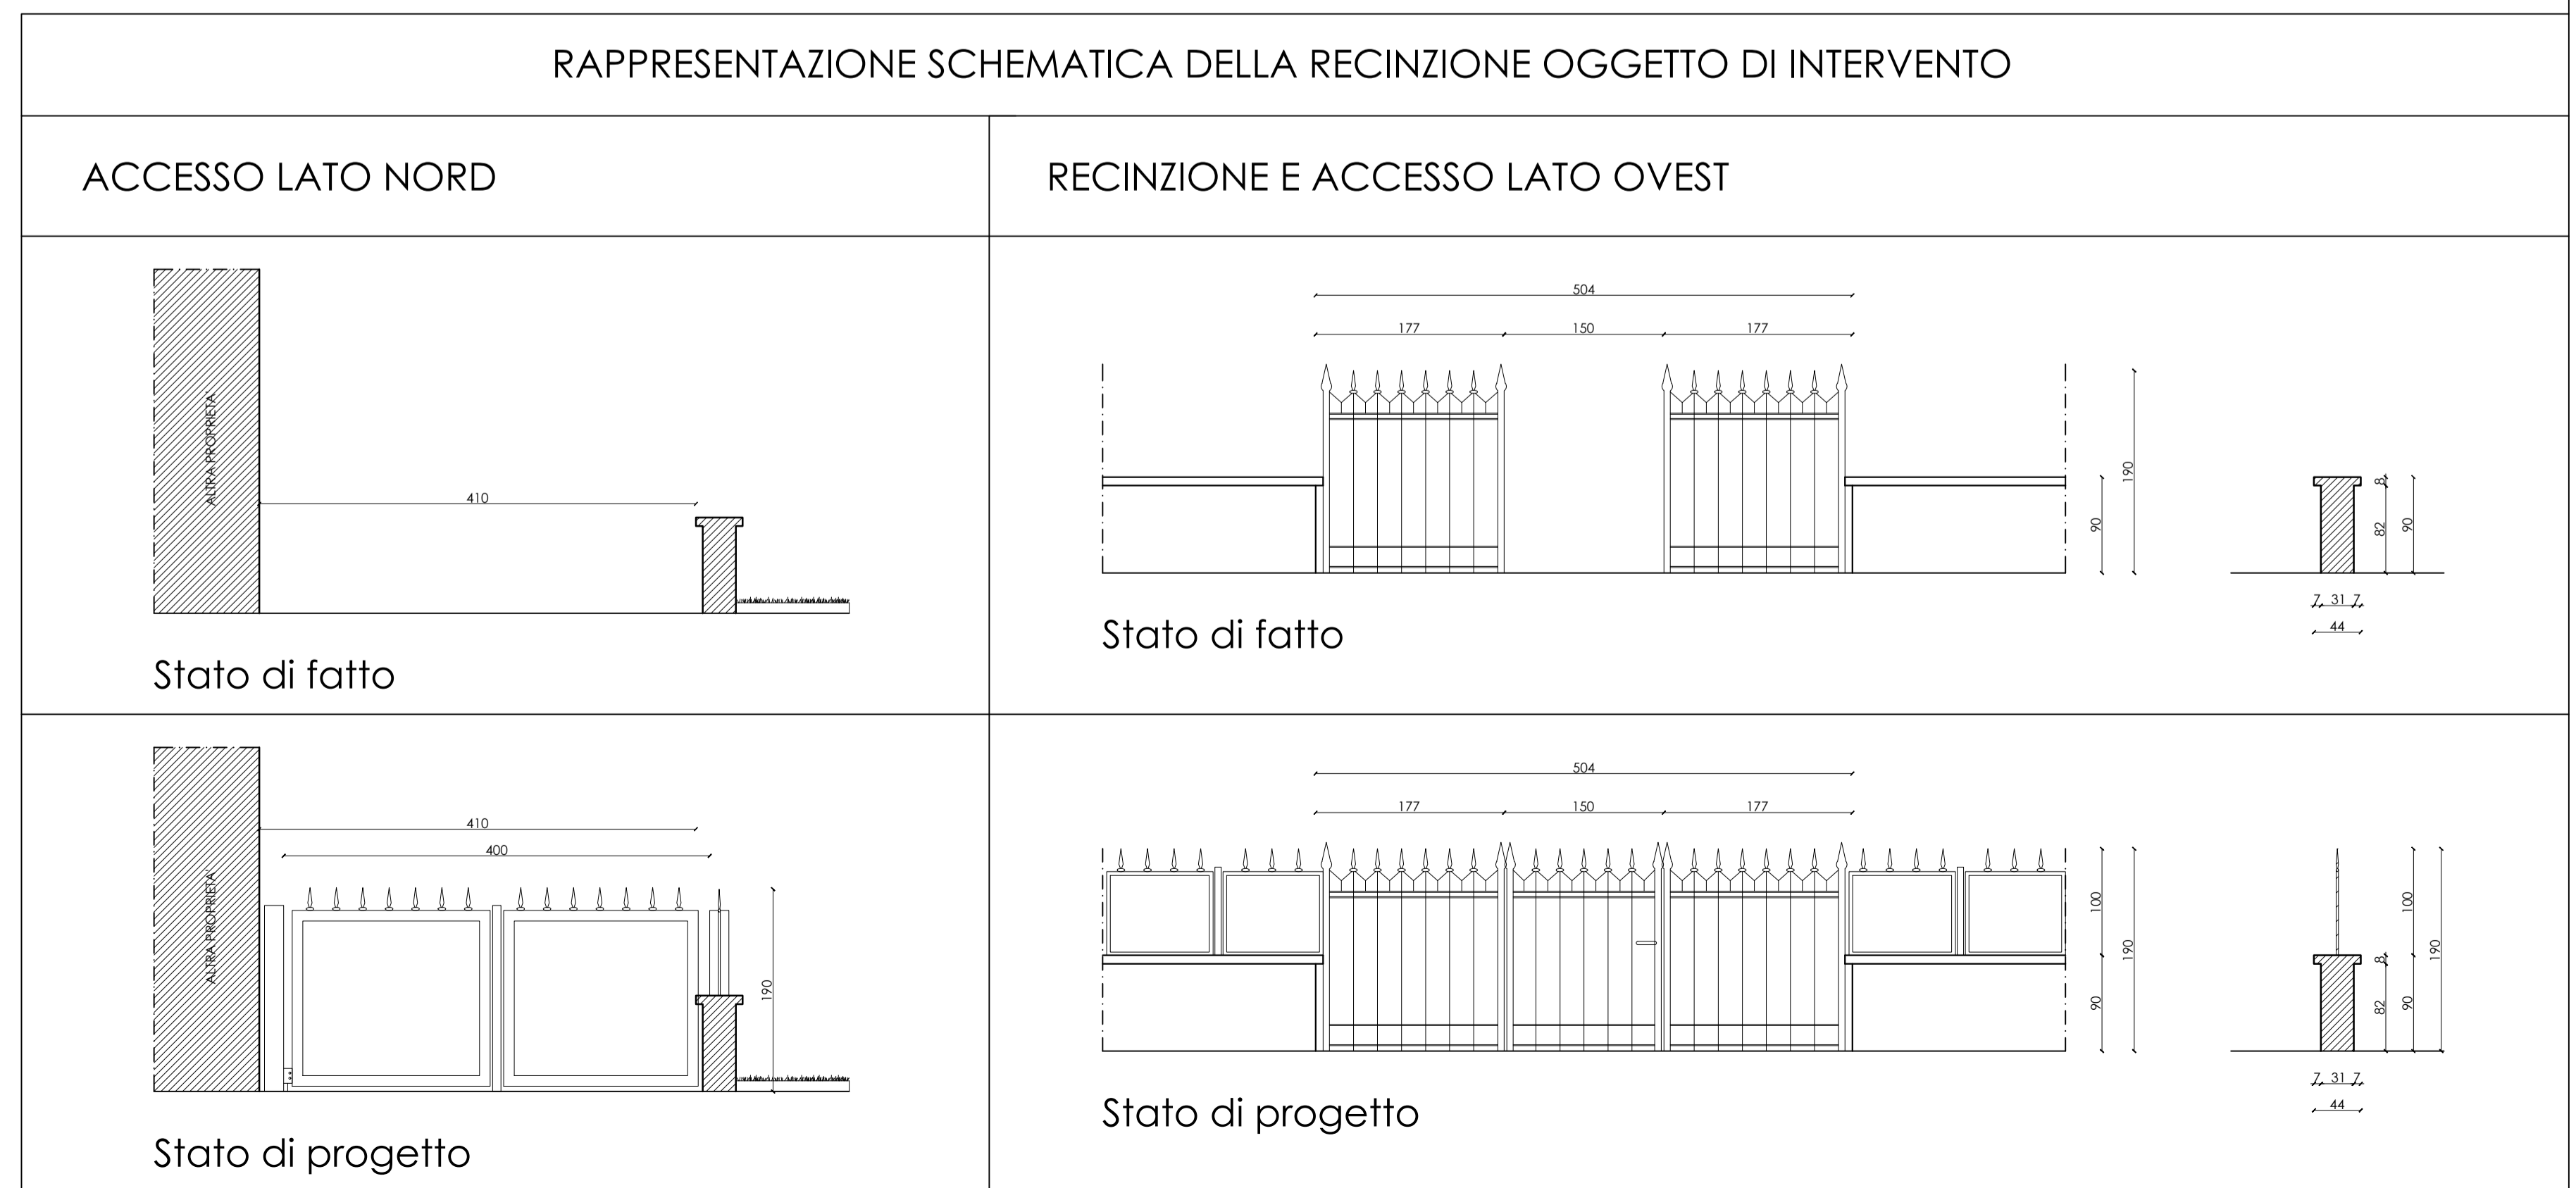 RAPPRESENTAZIONE SCHEMATICA DELLA RECINZIONE OGGETTO DI INTERVENTO
ACCESSO LATO NORD
RECINZIONE E ACCESSO LATO OVEST
ALTRA PROPRIETA'
410
Stato di fatto
504
177 150 177
90
190
8
82
90
7 31 7
44
Stato di fatto
ALTRA PROPRIETA'
410
400
190
Stato di progetto
504
177 150 177
100
90
190
8
82
100
90
190
7 31 7
44
Stato di progetto